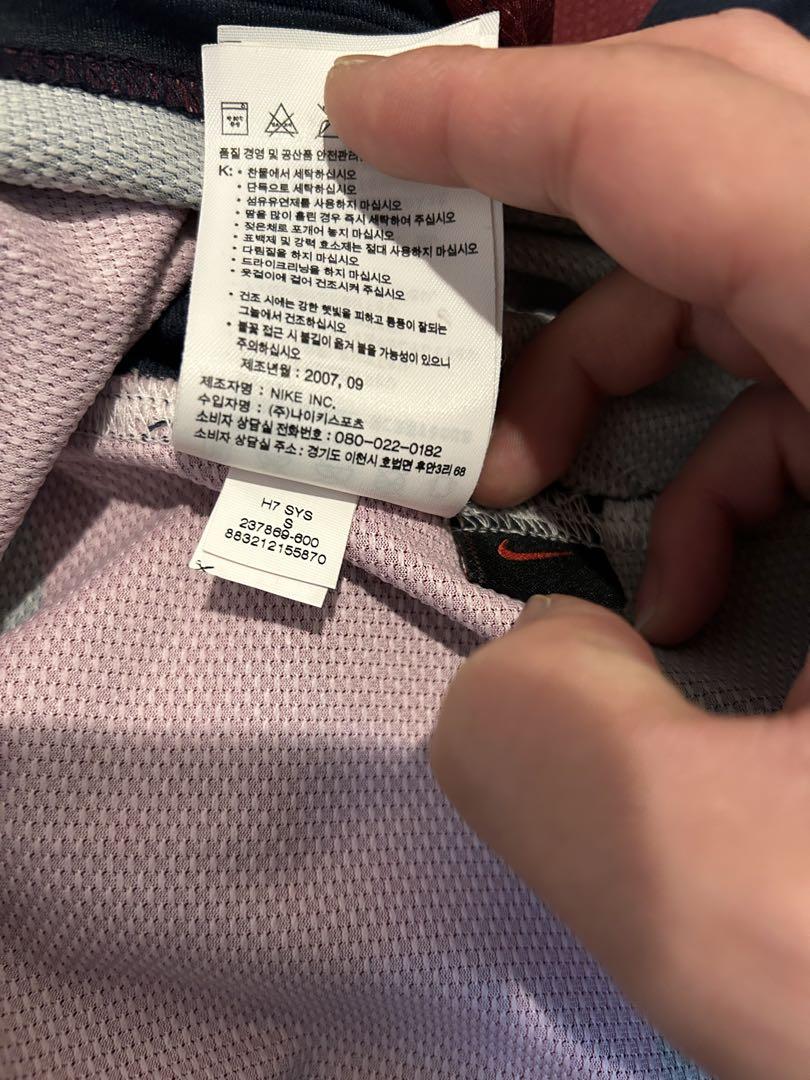 품질 경영 및 공산품 안전관리
K: • 찬물에서 세탁하십시오
• 단독으로 세탁하십시오
• 섬유유연제를 사용하지 마십시오
• 땀을 많이 흘린 경우 즉시 세탁하여 주십시오
• 젖은채로 포개어 놓지 마십시오
• 표백제 및 강력 효소제는 절대 사용하지 마십시오
• 다림질을 하지 마십시오
• 드라이크리닝을 하지 마십시오
• 옷걸이에 걸어 건조시켜 주십시오
• 건조 시에는 강한 햇빛을 피하고 통풍이 잘되는
그늘에서 건조하십시오
• 불꽃 접근 시 불길이 옮겨 붙을 가능성이 있으니
주의하십시오
제조년월 : 2007, 09
제조자명 : NIKE INC.
수입자명 : (주)나이키스포츠
소비자 상담실 전화번호 : 080-022-0182
소비자 상담실 주소 : 경기도 이천시 호법면 후안3리 68
H7 SYS
S
237869-600
883212155870